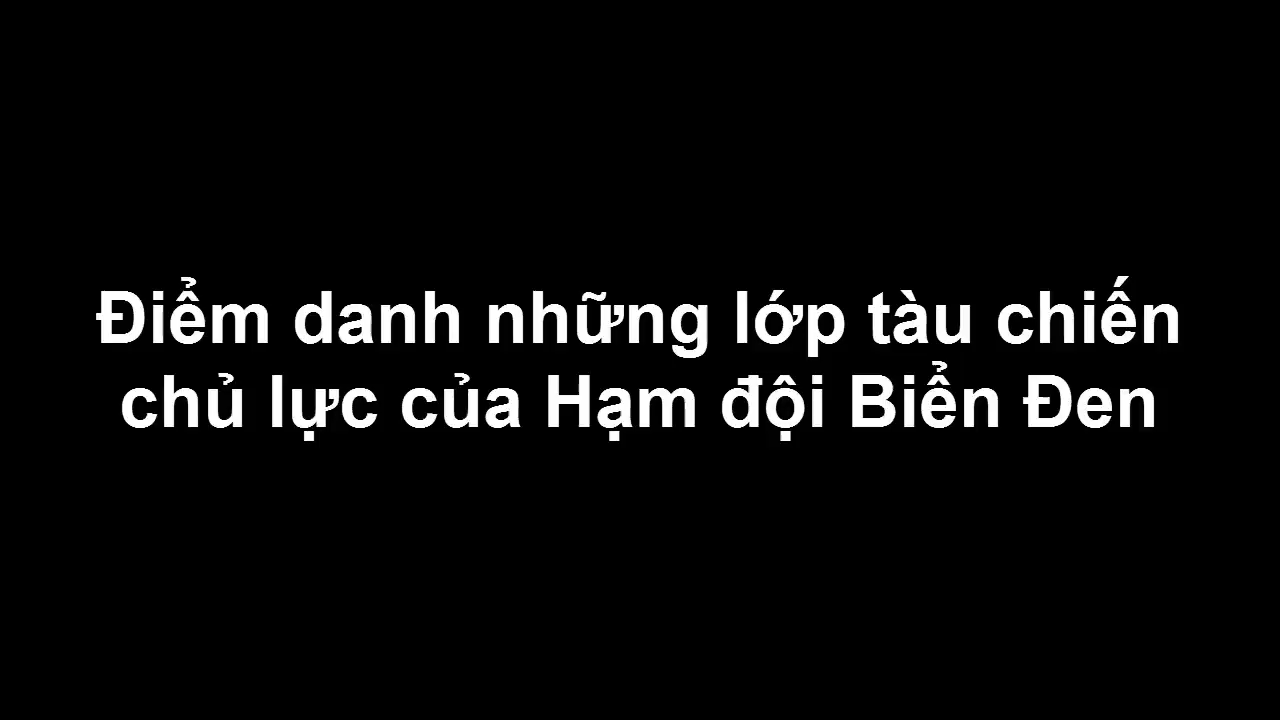 Điểm danh những lớp tàu chiến
chủ lực của Hạm đội Biển Đen